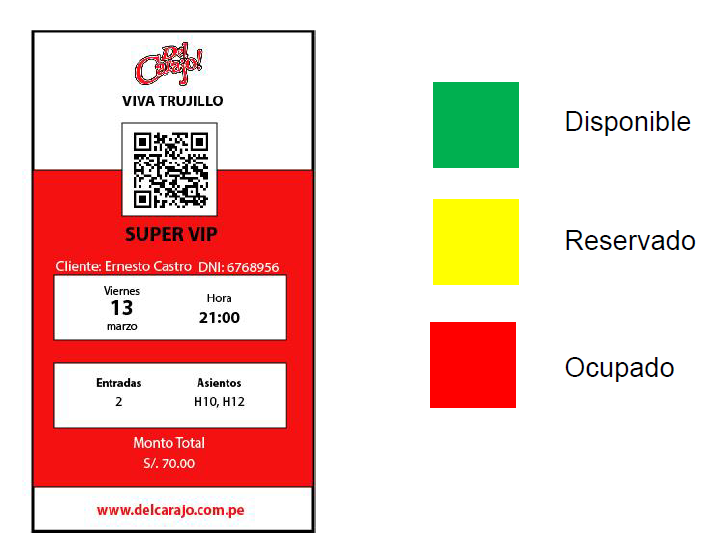 Del
Carajo!
VIVA TRUJILLO
SUPER VIP
Cliente: Ernesto Castro DNI: 6768956
Viernes
13
marzo
Hora
21:00
Entradas
2
Asientos
H10, H12
Monto Total
S/. 70.00
www.delcarajo.com.pe
Disponible
Reservado
Ocupado